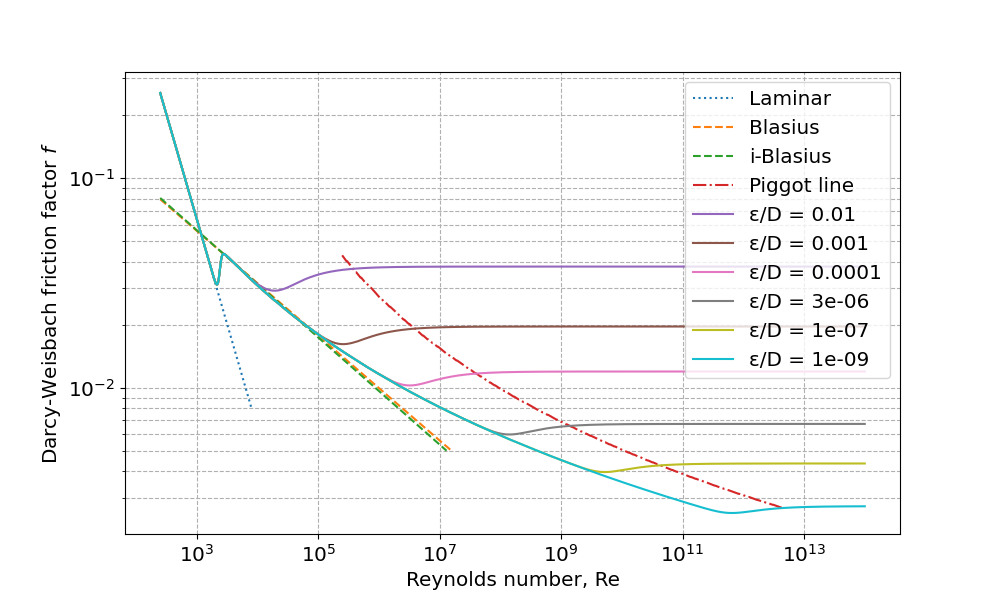 Darcy-Weisbach friction factor f
10⁻¹
10⁻²
10³
10⁵
10⁷
10⁹
10¹¹
10¹³
Reynolds number, Re
Laminar
Blasius
i-Blasius
Piggot line
ε/D = 0.01
ε/D = 0.001
ε/D = 0.0001
ε/D = 3e-06
ε/D = 1e-07
ε/D = 1e-09